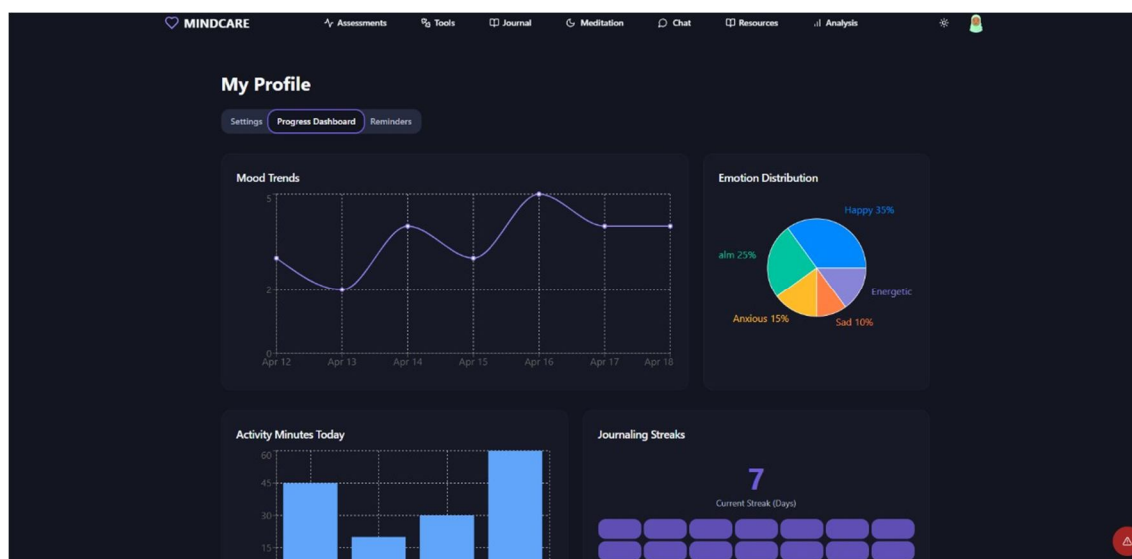 MINDCARE Assessments Tools Journal Meditation Chat Resources Analysis
My Profile
Settings Progress Dashboard Reminders
Mood Trends
5
2
0
Apr 12 Apr 13 Apr 14 Apr 15 Apr 16 Apr 17 Apr 18
Emotion Distribution
Happy 35%
alm 25%
Energetic
Anxious 15%
Sad 10%
Activity Minutes Today
60
45
30
15
Journaling Streaks
7
Current Streak (Days)